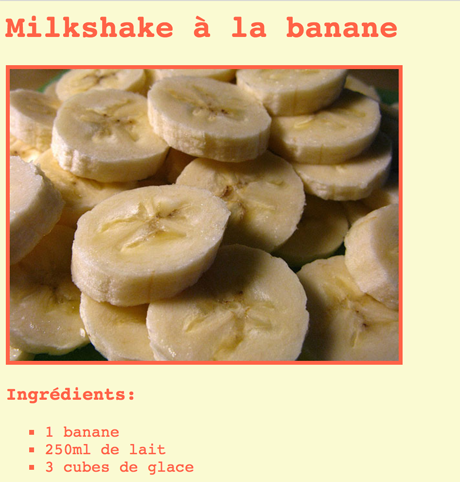 Milkshake à la banane
Ingrédients:
1 banane
250ml de lait
3 cubes de glace